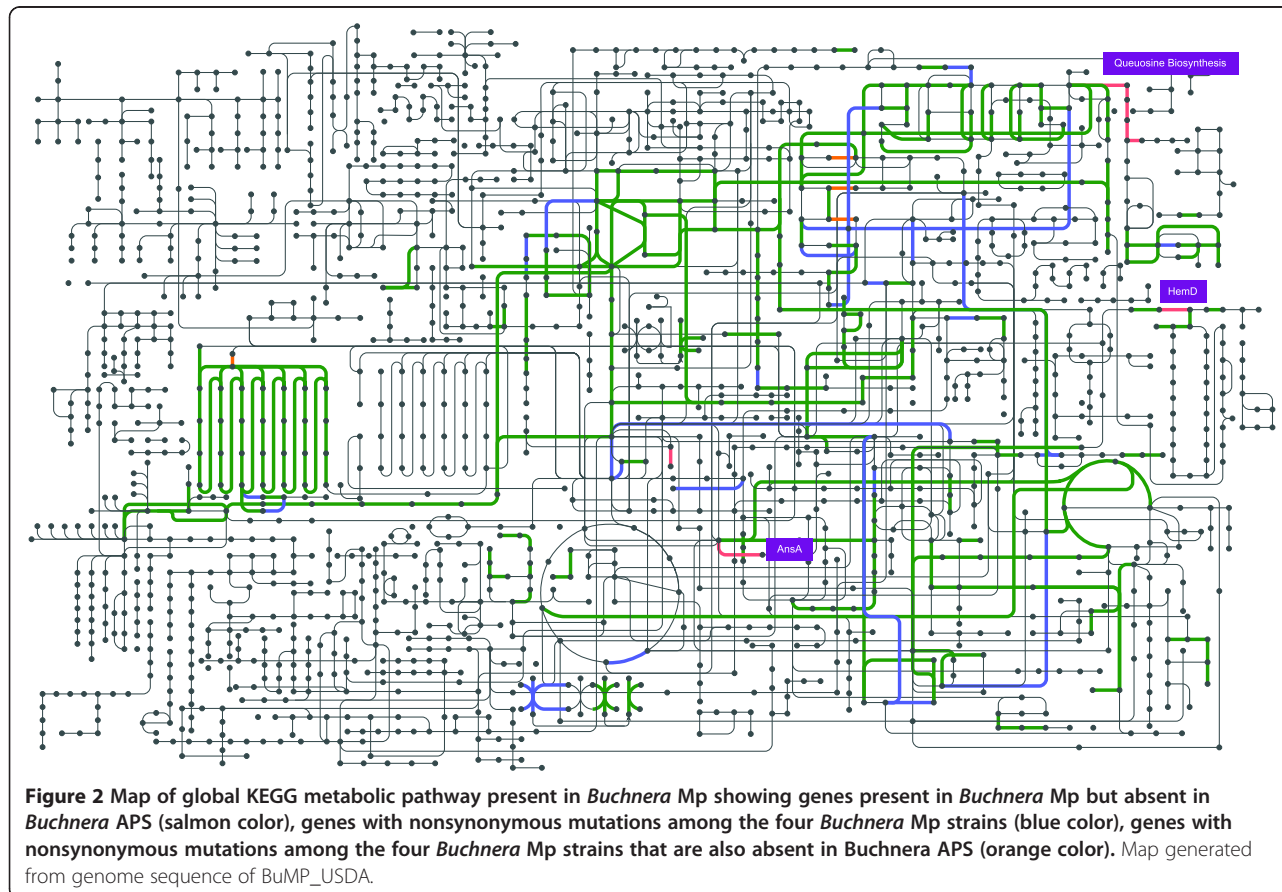 Queuosine Biosynthesis
HemD
AnsA
Figure 2 Map of global KEGG metabolic pathway present in Buchnera Mp showing genes present in Buchnera Mp but absent in
Buchnera APS (salmon color), genes with nonsynonymous mutations among the four Buchnera Mp strains (blue color), genes with
nonsynonymous mutations among the four Buchnera Mp strains that are also absent in Buchnera APS (orange color). Map generated
from genome sequence of BuMP_USDA.